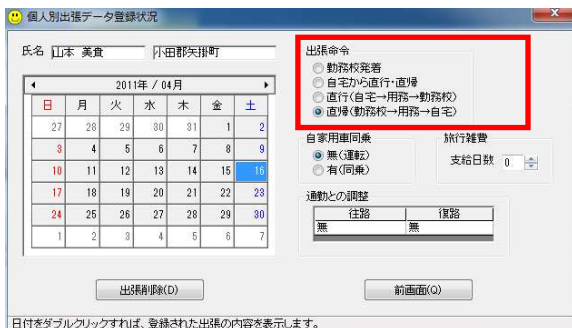 個人別出張データ登録状況
氏名 山本 美貴 小田郡矢掛町
2011年 / 04月
日 月 火 水 木 金 土
27 28 29 30 31 1 2
3 4 5 6 7 8 9
10 11 12 13 14 15 16
17 18 19 20 21 22 23
24 25 26 27 28 29 30
1 2 3 4 5 6 7
出張命令
勤務校発着
自宅から直行・直帰
直行(自宅→用務→勤務校)
直帰(勤務校→用務→自宅)
自家用車同乗
無(運転)
有(同乗)
旅行雑費
支給日数 0
通勤との調整
往路 復路
無 無
出張削除(D)
前画面(Q)
日付をダブルクリックすれば、登録された出張の内容を表示します。